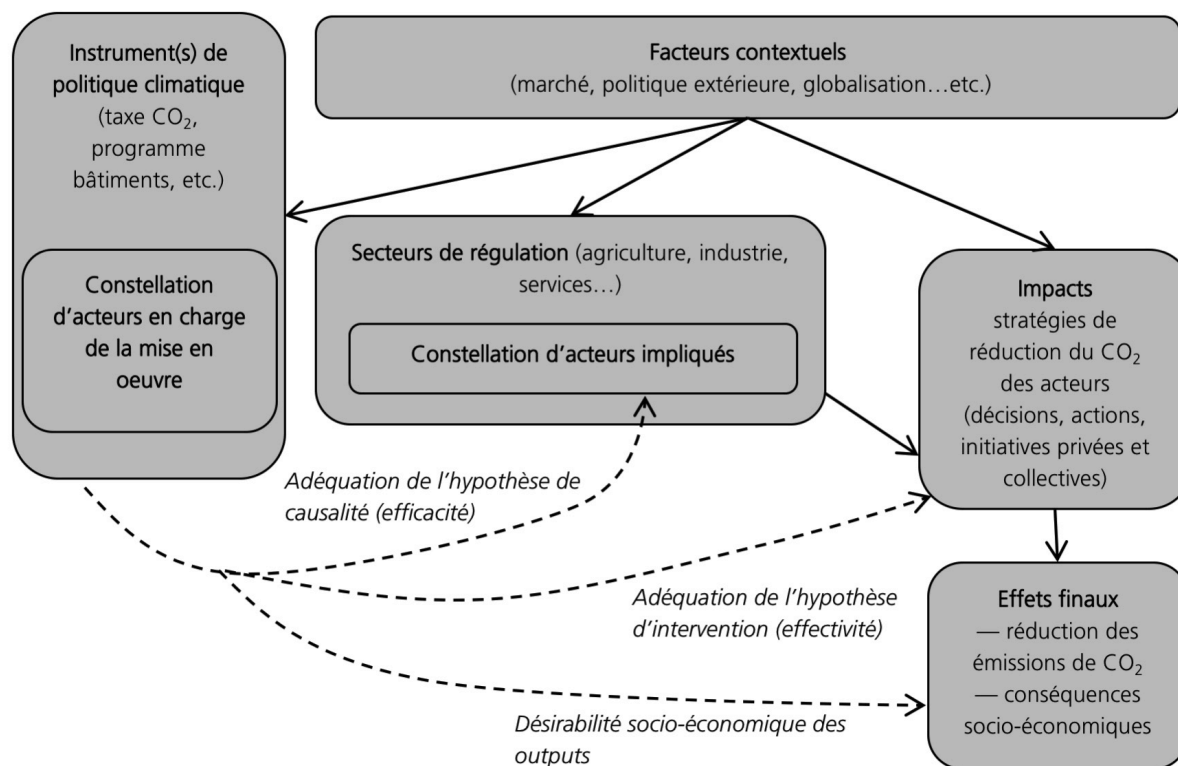 Instrument(s) de
politique climatique
(taxe CO₂,
programme
bâtiments, etc.)
Constellation
d’acteurs en charge
de la mise en
oeuvre
Facteurs contextuels
(marché, politique extérieure, globalisation…etc.)
Secteurs de régulation (agriculture, industrie,
services…)
Constellation d’acteurs impliqués
Impacts
stratégies de
réduction du CO₂
des acteurs
(décisions, actions,
initiatives privées et
collectives)
Adéquation de l’hypothèse de
causalité (efficacité)
Adéquation de l’hypothèse
d’intervention (effectivité)
Effets finaux
— réduction des
émissions de CO₂
— conséquences
socio-économiques
Désirabilité socio-économique des
outputs